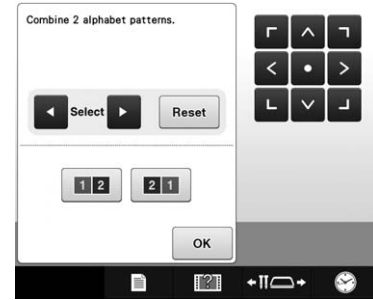 Combine 2 alphabet patterns.
Select
Reset
1 2
2 1
OK